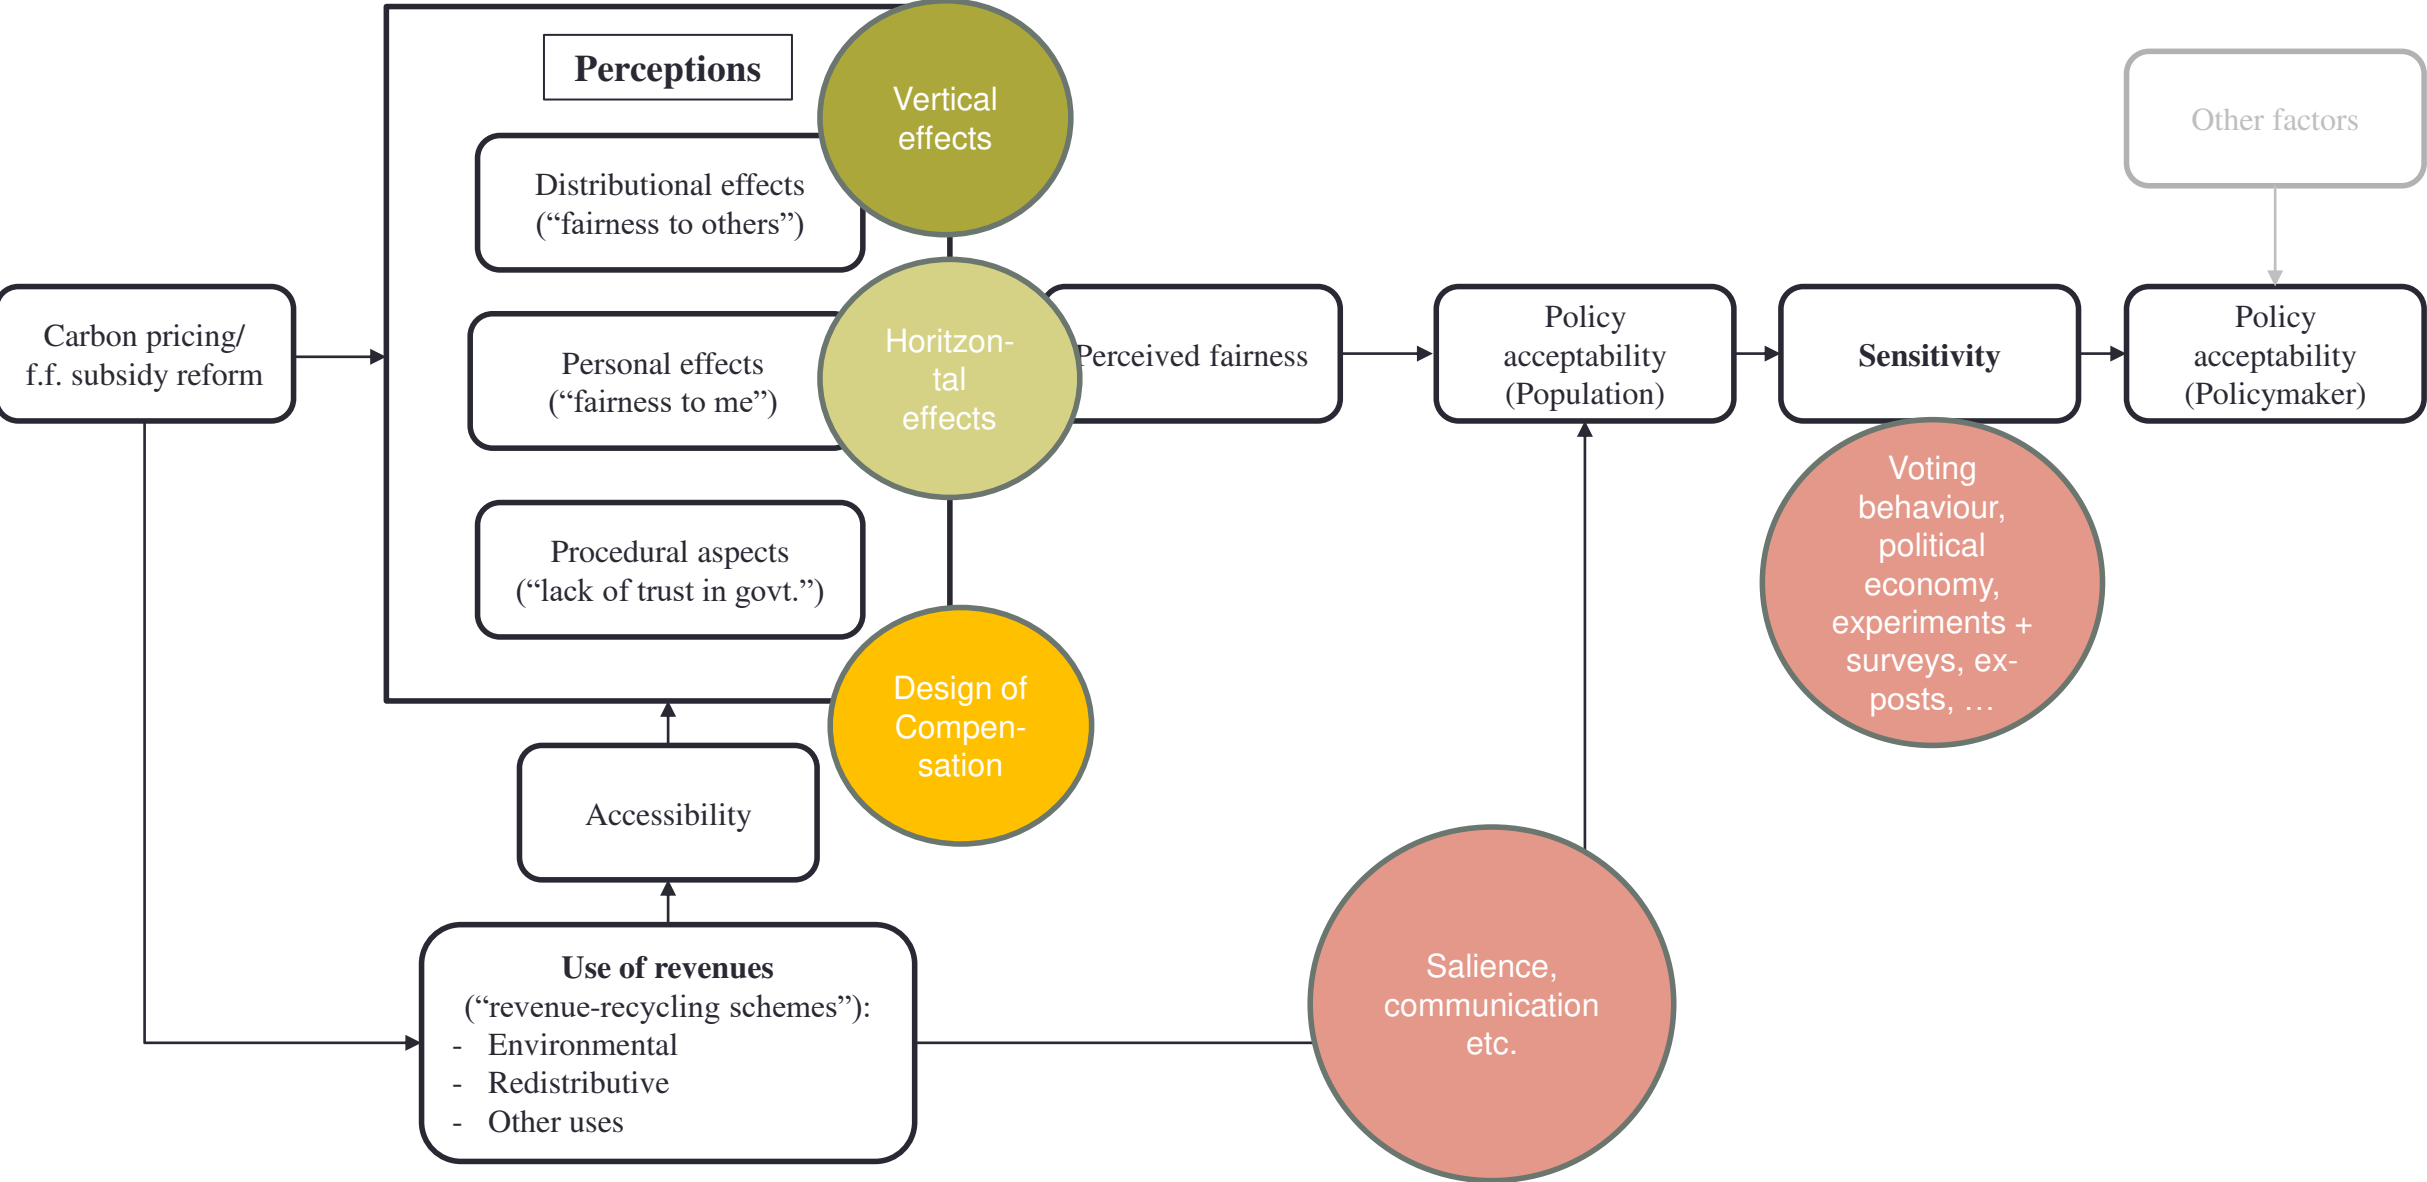 Perceptions
Distributional effects
(“fairness to others”)
Personal effects
(“fairness to me”)
Procedural aspects
(“lack of trust in govt.”)
Vertical
effects
Horitzon-
tal
effects
Design of
Compen-
sation
Carbon pricing/
f.f. subsidy reform
Perceived fairness
Policy
acceptability
(Population)
Sensitivity
Other factors
Policy
acceptability
(Policymaker)
Voting
behaviour,
political
economy,
experiments +
surveys, ex-
posts, …
Accessibility
Use of revenues
(“revenue-recycling schemes”):
- Environmental
- Redistributive
- Other uses
Salience,
communication
etc.